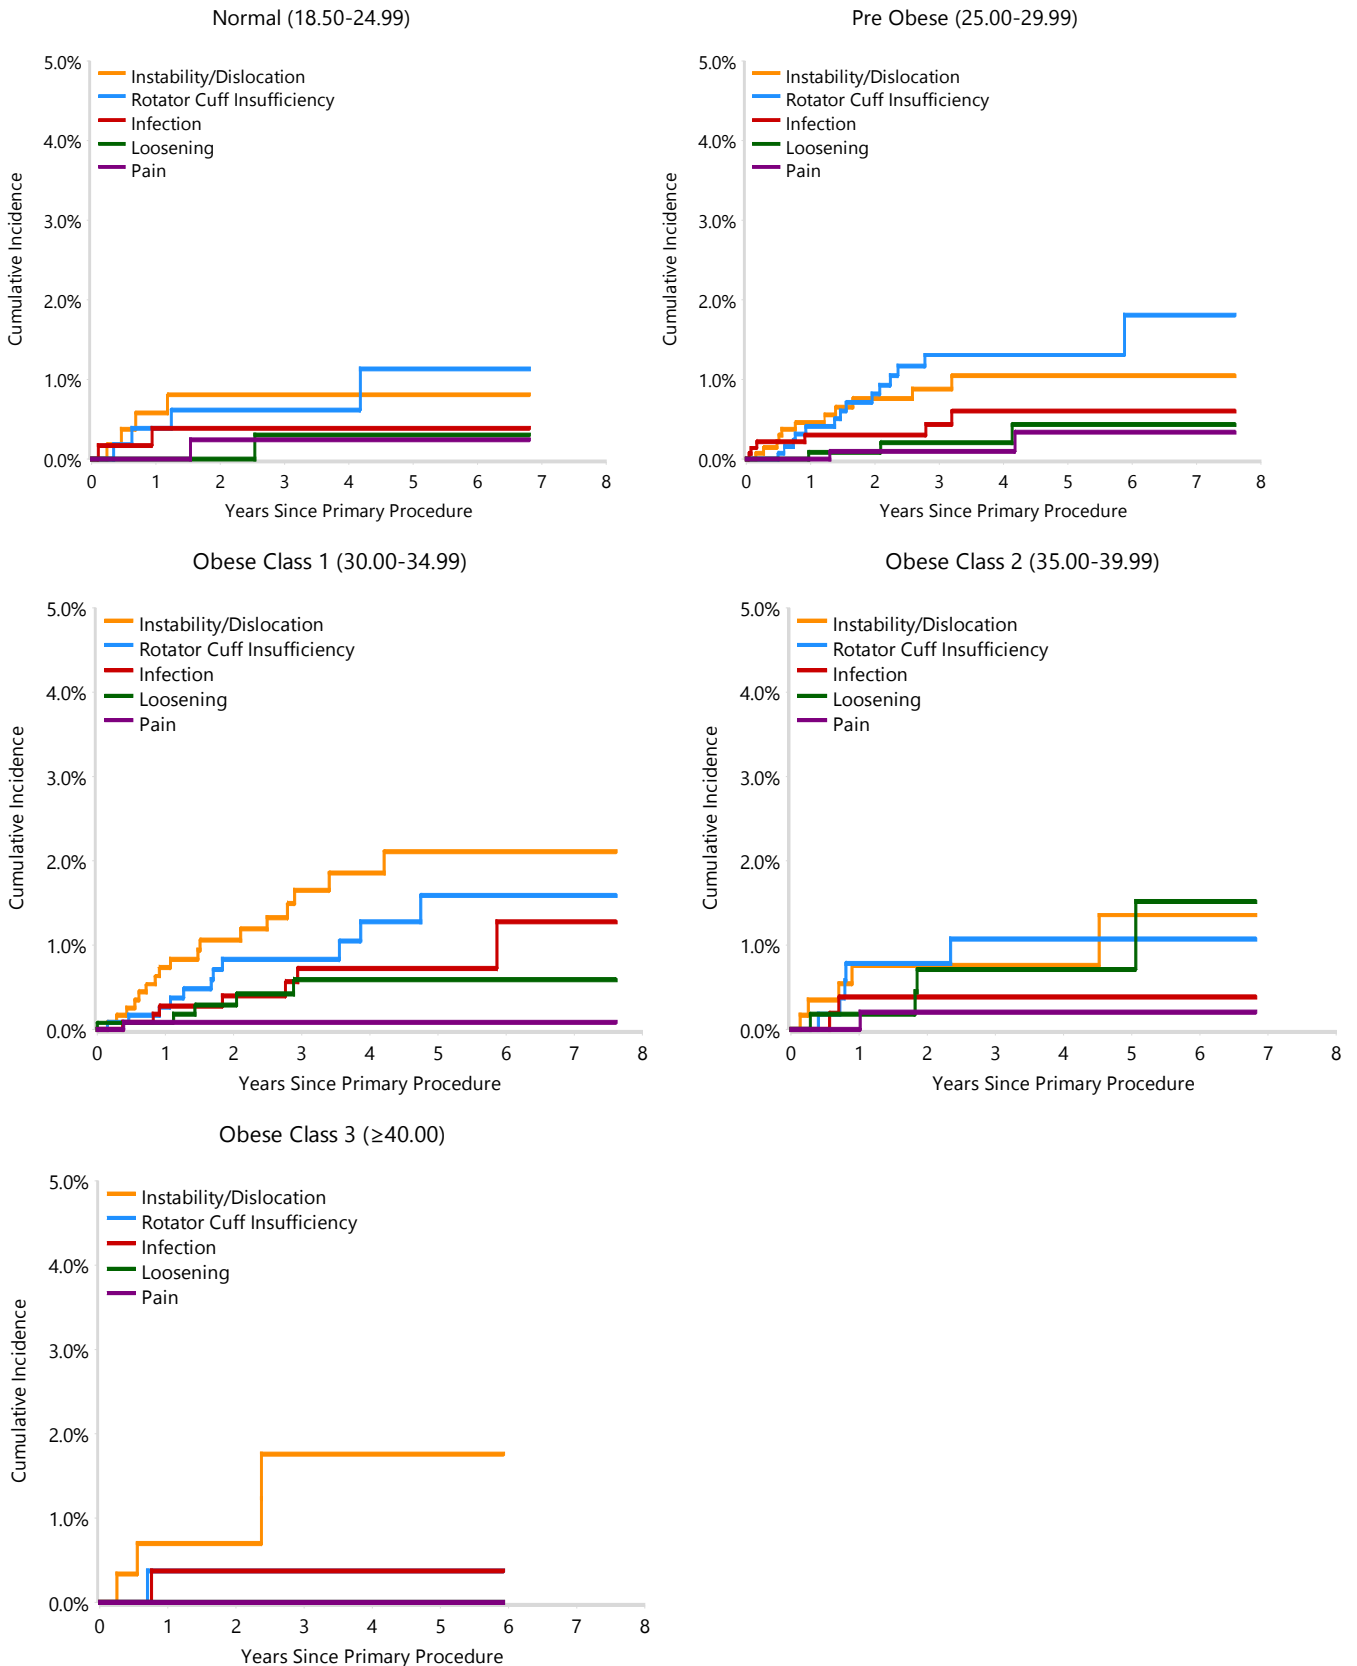 Normal (18.50-24.99)
5.0%
4.0%
3.0%
2.0%
1.0%
0.0%
Cumulative Incidence
Instability/Dislocation
Rotator Cuff Insufficiency
Infection
Loosening
Pain
0 1 2 3 4 5 6 7 8
Years Since Primary Procedure
Pre Obese (25.00-29.99)
5.0%
4.0%
3.0%
2.0%
1.0%
0.0%
Cumulative Incidence
Instability/Dislocation
Rotator Cuff Insufficiency
Infection
Loosening
Pain
0 1 2 3 4 5 6 7 8
Years Since Primary Procedure
Obese Class 1 (30.00-34.99)
5.0%
4.0%
3.0%
2.0%
1.0%
0.0%
Cumulative Incidence
Instability/Dislocation
Rotator Cuff Insufficiency
Infection
Loosening
Pain
0 1 2 3 4 5 6 7 8
Years Since Primary Procedure
Obese Class 2 (35.00-39.99)
5.0%
4.0%
3.0%
2.0%
1.0%
0.0%
Cumulative Incidence
Instability/Dislocation
Rotator Cuff Insufficiency
Infection
Loosening
Pain
0 1 2 3 4 5 6 7 8
Years Since Primary Procedure
Obese Class 3 (≥40.00)
5.0%
4.0%
3.0%
2.0%
1.0%
0.0%
Cumulative Incidence
Instability/Dislocation
Rotator Cuff Insufficiency
Infection
Loosening
Pain
0 1 2 3 4 5 6 7 8
Years Since Primary Procedure